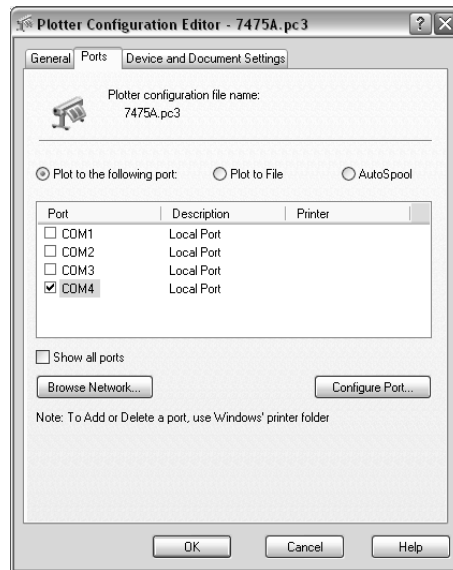 Plotter Configuration Editor - 7475A.pc3
General Ports Device and Document Settings
Plotter configuration file name:
7475A.pc3
Plot to the following port: Plot to File AutoSpool
Port Description Printer
COM1 Local Port
COM2 Local Port
COM3 Local Port
COM4 Local Port
Show all ports
Browse Network... Configure Port...
Note: To Add or Delete a port, use Windows' printer folder
OK Cancel Help